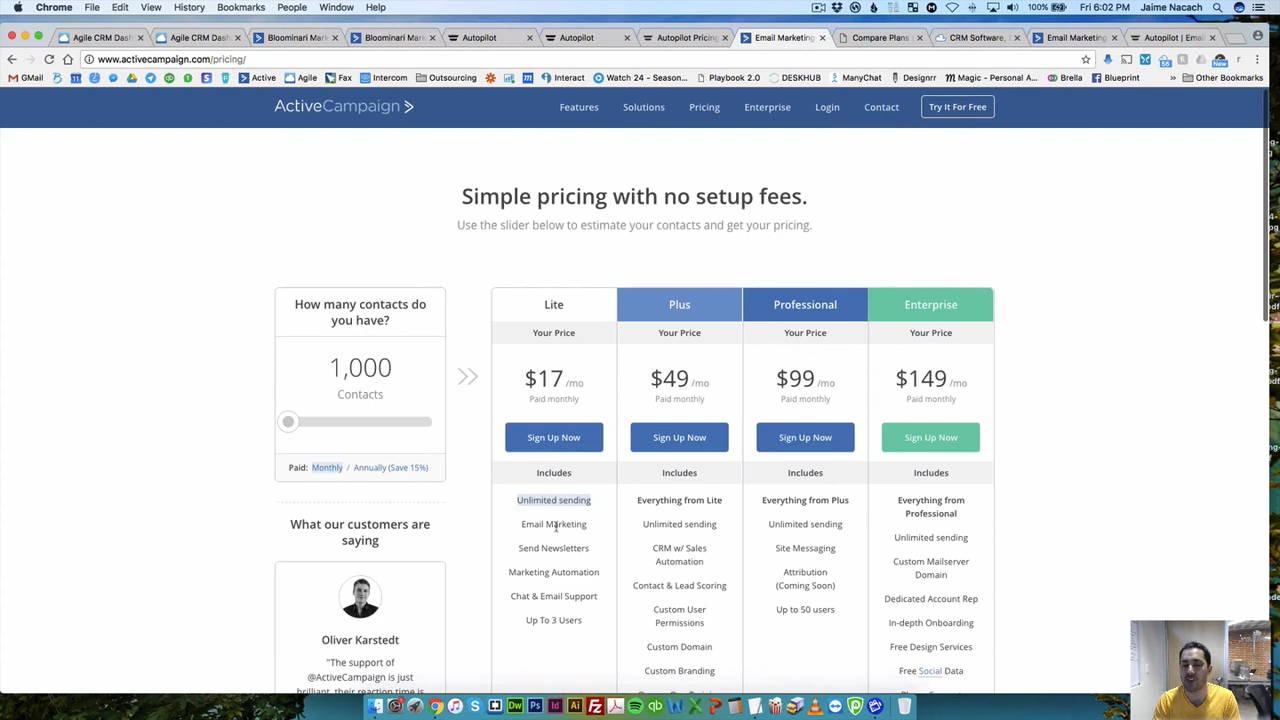 Chrome File Edit View History Bookmarks People Window Help 100% Fri 6:02 PM Jaime Nacach
Agile CRM Dash Agile CRM Dash Bloominari Mark Bloominari Mark Autopilot Autopilot Autopilot Pricing Email Marketing Compare Plans CRM Software, S Email Marketing Autopilot | Email
www.activecampaign.com/pricing/
GMail Active Agile Fax Intercom Outsourcing Interact Watch 24 - Season... Playbook 2.0 DESKHUB ManyChat Designrr Magic - Personal A... Brella Blueprint >> Other Bookmarks
ActiveCampaign > Features Solutions Pricing Enterprise Login Contact Try It For Free
Simple pricing with no setup fees.
Use the slider below to estimate your contacts and get your pricing.
How many contacts do
you have?
1,000
Contacts
Paid: Monthly / Annually (Save 15%)
What our customers are
saying
Oliver Karstedt
"The support of
@ActiveCampaign is just
brilliant, their reaction time is
Lite Plus Professional Enterprise
Your Price Your Price Your Price Your Price
$17 /mo $49 /mo $99 /mo $149 /mo
Paid monthly Paid monthly Paid monthly Paid monthly
Sign Up Now Sign Up Now Sign Up Now Sign Up Now
Includes Includes Includes Includes
Unlimited sending
Email Marketing
Send Newsletters
Marketing Automation
Chat & Email Support
Up To 3 Users
Everything from Lite
Unlimited sending
CRM w/ Sales
Automation
Contact & Lead Scoring
Custom User
Permissions
Custom Domain
Custom Branding
Everything from Plus
Unlimited sending
Site Messaging
Attribution
(Coming Soon)
Up to 50 users
Everything from
Professional
Unlimited sending
Custom Mailserver
Domain
Dedicated Account Rep
In-depth Onboarding
Free Design Services
Free Social Data